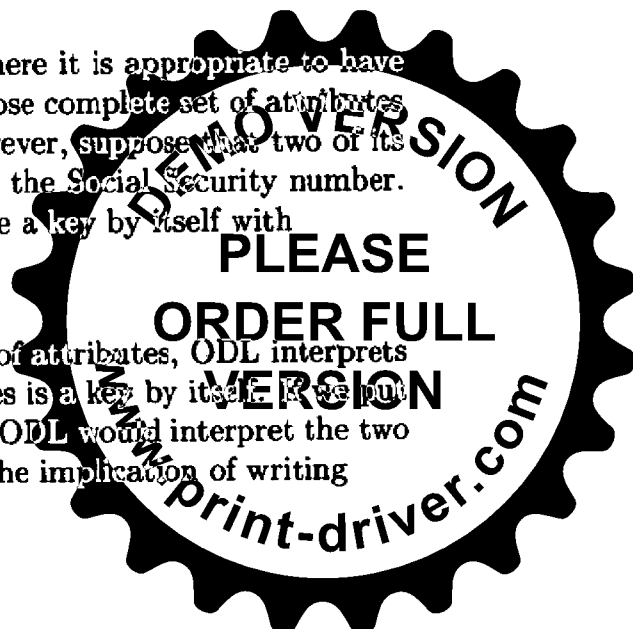 here it is appropriate to have
ose complete set of attributes
ever, suppose that two of its
the Social Security number.
e a key by itself with
of attributes, ODL interprets
es is a key by itself. If we put
ODL would interpret the two
he implication of writing
DEMO VERSION
PLEASE
ORDER FULL
VERSION
www.print-driver.com